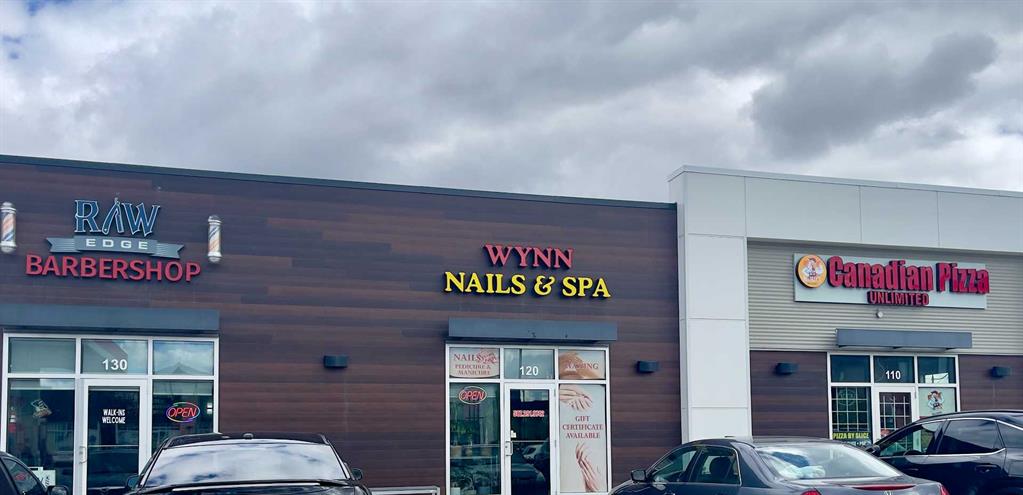 RAW
EDGE
BARBERSHOP
130
WALK-INS
WELCOME
OPEN
WYNN
NAILS & SPA
NAILS
PEDICURE &
MANICURE
120
OPEN
GIFT
CERTIFICATE
AVAILABLE
Canadian Pizza
UNLIMITED
110
PIZZA BY SLICE